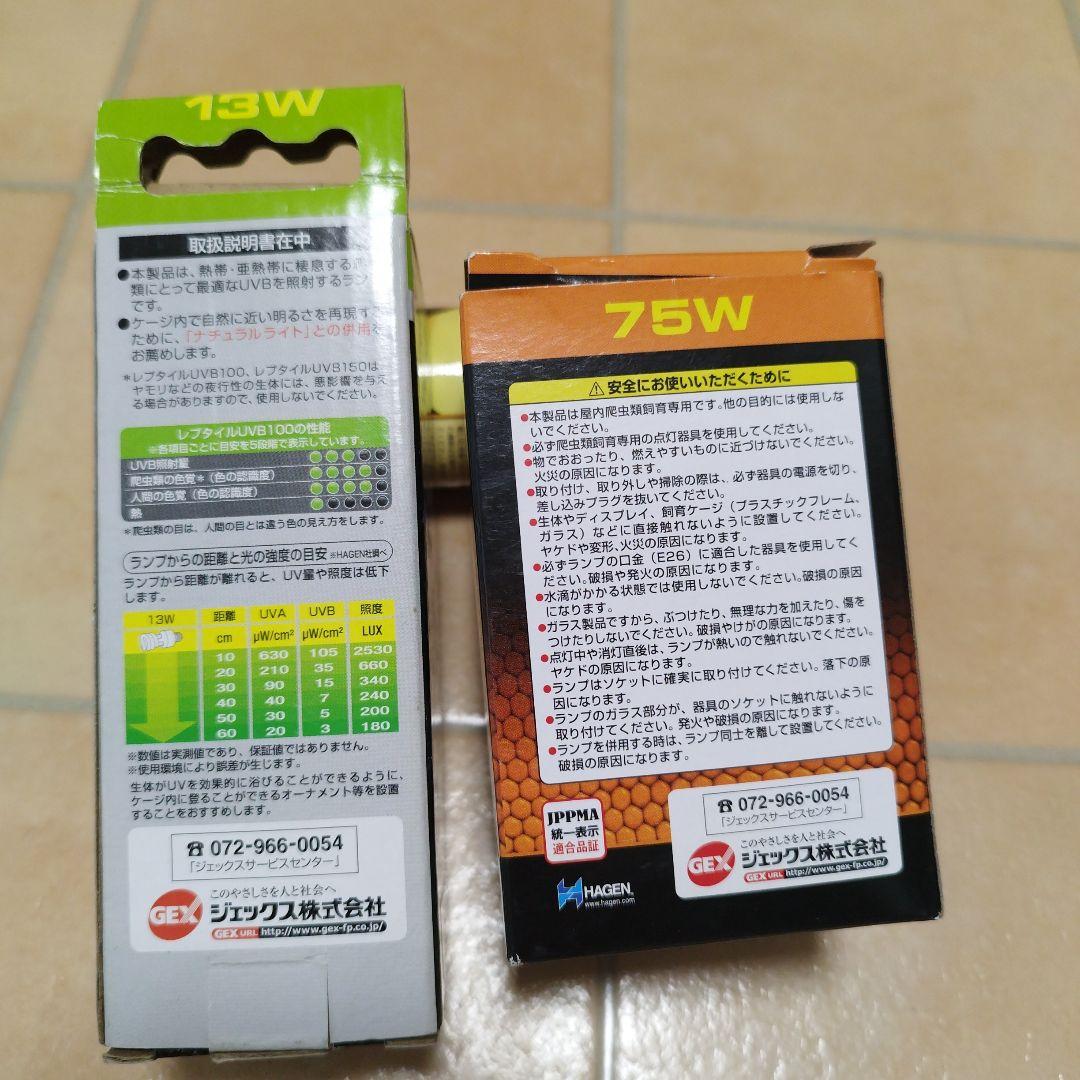 13W
取扱説明書在中
●本製品は、熱帯・亜熱帯に棲息する
類にとって最適なUVBを照射するラン
です。
●ケージ内で自然に近い明るさを再現す
ために、「ナチュラルライト」との併用を
お薦めします。
*レプタイルUVB100、レプタイルUVB150は
ヤモリなどの夜行性の生体には、悪影響を与え
る場合がありますので、使用しないでください。
レプタイルUVB100の性能
※各項目ごとに目安を5段階で表示しています。
UVB照射量
爬虫類の色覚*(色の認識度)
人間の色覚(色の認識度)
熱
*爬虫類の目は、人間の目とは違う色の見え方をします。
ランプからの距離と光の強度の目安 ※HAGEN社調べ
ランプから距離が離れると、UV量や照度は低下
します。
13W 距離 UVA UVB 照度
cm μW/cm² μW/cm² LUX
10 630 105 2530
20 210 35 660
30 90 15 340
40 40 7 240
50 30 5 200
60 20 3 180
※数値は実測値であり、保証値ではありません。
※使用環境により誤差が生じます。
生体がUVを効果的に浴びることができるように、
ケージ内に登ることができるオーナメント等を設置
することをおすすめします。
☎072-966-0054
「ジェックスサービスセンター」
このやさしさを人と社会へ
GEX ジェックス株式会社
GEX URL http://www.gex-fp.co.jp/
75W
⚠安全にお使いいただくために
●本製品は屋内爬虫類飼育専用です。他の目的には使用しな
いでください。
●必ず爬虫類飼育専用の点灯器具を使用してください。
●物でおおったり、燃えやすいものに近づけないでください。
火災の原因になります。
●取り付け、取り外しや掃除の際は、必ず器具の電源を切り、
差し込みプラグを抜いてください。
●生体やディスプレイ、飼育ケージ(プラスチックフレーム、
ガラス)などに直接触れないように設置してください。
ヤケドや変形、火災の原因になります。
●必ずランプの口金(E26)に適合した器具を使用してく
ださい。破損や発火の原因になります。
●水滴がかかる状態では使用しないでください。破損の原因
になります。
●ガラス製品ですから、ぶつけたり、無理な力を加えたり、傷を
つけたりしないでください。破損やけがの原因になります。
●点灯中や消灯直後は、ランプが熱いので触れないでください。
ヤケドの原因になります。
●ランプはソケットに確実に取り付けてください。落下の原
因になります。
●ランプのガラス部分が、器具のソケットに触れないように
取り付けてください。発火や破損の原因になります。
●ランプを併用する時は、ランプ同士を離して設置してください。
破損の原因になります。
JPPMA
統一表示
適合品証
HAGEN
www.hagen.com
☎072-966-0054
「ジェックスサービスセンター」
このやさしさを人と社会へ
GEX ジェックス株式会社
GEX URL http://www.gex-fp.co.jp/